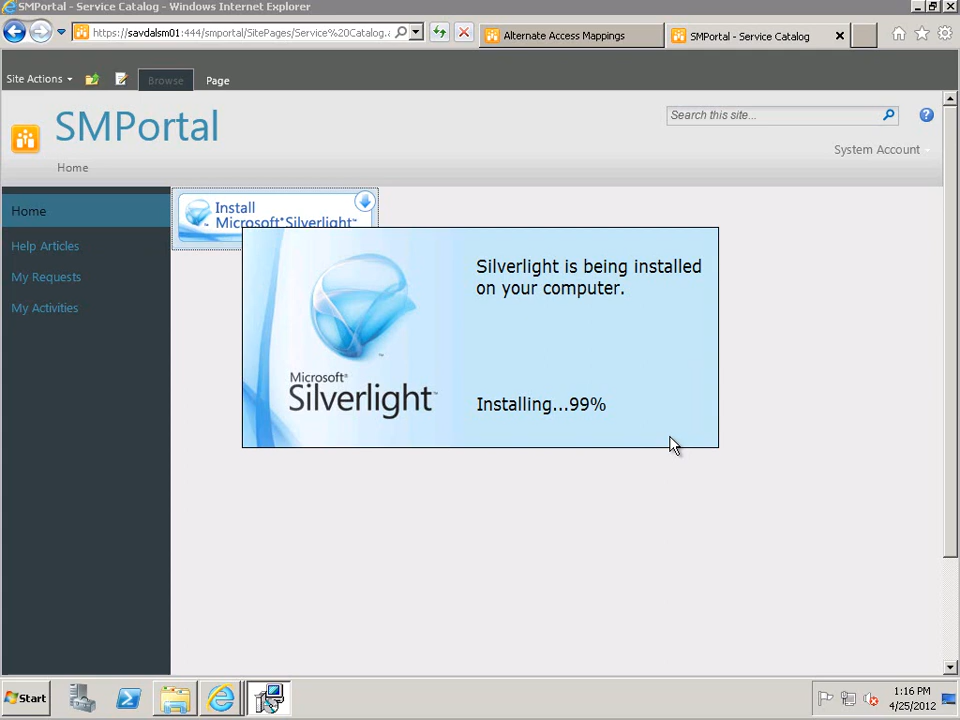 SMPortal - Service Catalog - Windows Internet Explorer
https://savdalsm01:444/smportal/SitePages/Service%20Catalog.a
Alternate Access Mappings
SMPortal - Service Catalog
Site Actions
Browse
Page
SMPortal
Search this site...
System Account
Home
Home
Help Articles
My Requests
My Activities
Install
Microsoft® Silverlight™
Silverlight is being installed
on your computer.
Microsoft®
Silverlight™
Installing...99%
Start
1:16 PM
4/25/2012